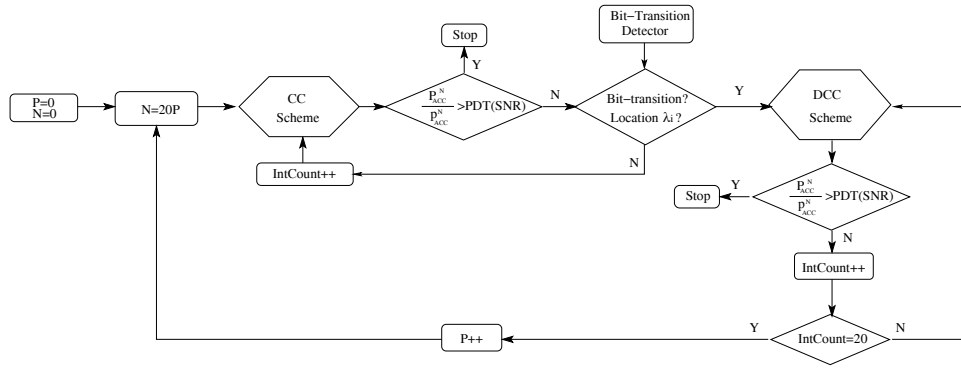 Stop
Bit−Transition
Detector
Y
P=0
N=0
N=20P
CC
Scheme
P_ACC^N
p_ACC^N
>PDT(SNR)
N
Bit-transition?
Location λi ?
Y
DCC
Scheme
N
IntCount++
Stop
Y
P_ACC^N
p_ACC^N
>PDT(SNR)
N
IntCount++
P++
Y
IntCount=20
N